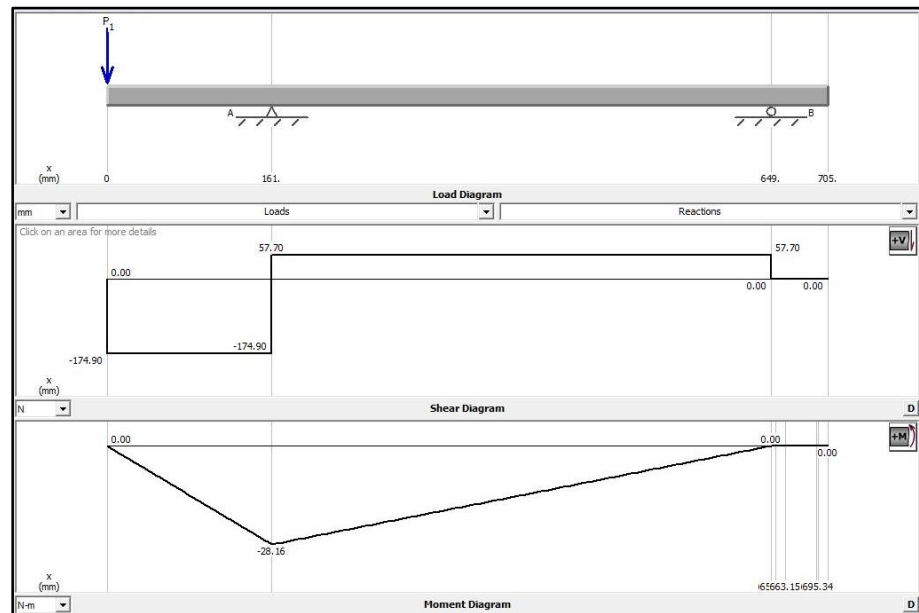 P1
A
B
x
(mm)
0
161.
649.
705.
Load Diagram
mm
Loads
Reactions
Click on an area for more details
57.70
57.70
+V
0.00
0.00
0.00
-174.90
-174.90
x
(mm)
N
Shear Diagram
D
0.00
0.00
+M
0.00
-28.16
x
(mm)
663.15
695.34
N-m
Moment Diagram
D